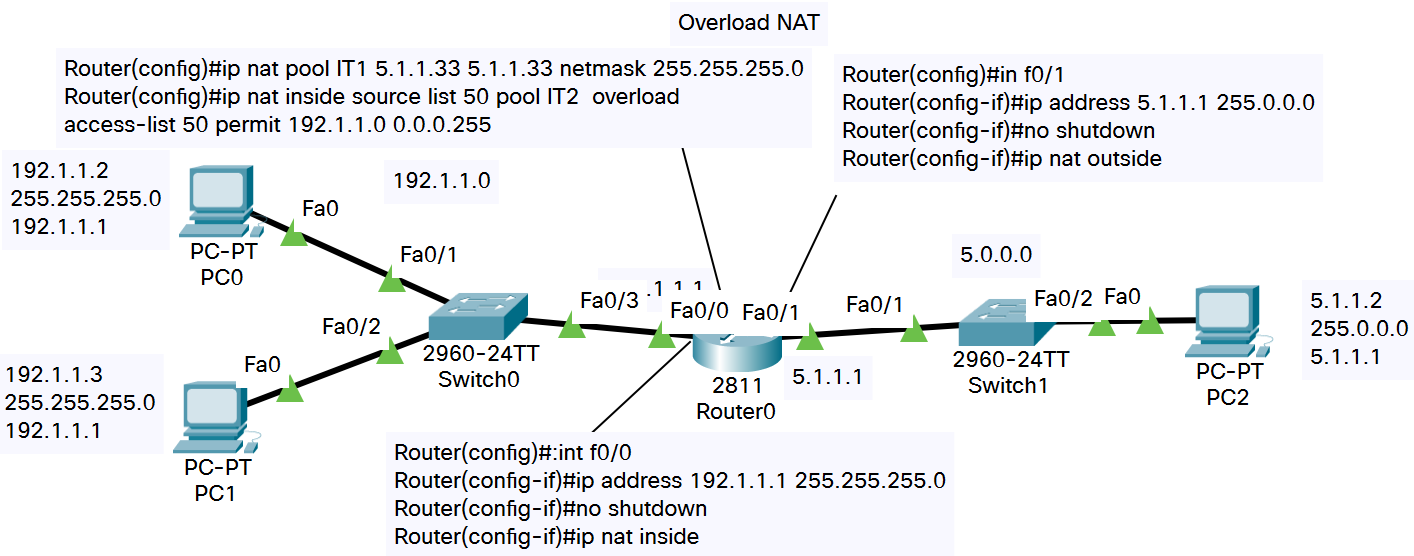 Overload NAT
Router(config)#ip nat pool IT1 5.1.1.33 5.1.1.33 netmask 255.255.255.0
Router(config)#ip nat inside source list 50 pool IT2  overload
access-list 50 permit 192.1.1.0 0.0.0.255
Router(config)#in f0/1
Router(config-if)#ip address 5.1.1.1 255.0.0.0
Router(config-if)#no shutdown
Router(config-if)#ip nat outside
192.1.1.2
255.255.255.0
192.1.1.1
PC-PT
PC0
Fa0
192.1.1.0
Fa0/1
Fa0/2
Fa0
192.1.1.3
255.255.255.0
192.1.1.1
PC-PT
PC1
2960-24TT
Switch0
Fa0/3
.1.1.1
Fa0/0
Fa0/1
2811
Router0
5.1.1.1
Fa0/1
5.0.0.0
2960-24TT
Switch1
Fa0/2
Fa0
PC-PT
PC2
5.1.1.2
255.0.0.0
5.1.1.1
Router(config)#:int f0/0
Router(config-if)#ip address 192.1.1.1 255.255.255.0
Router(config-if)#no shutdown
Router(config-if)#ip nat inside